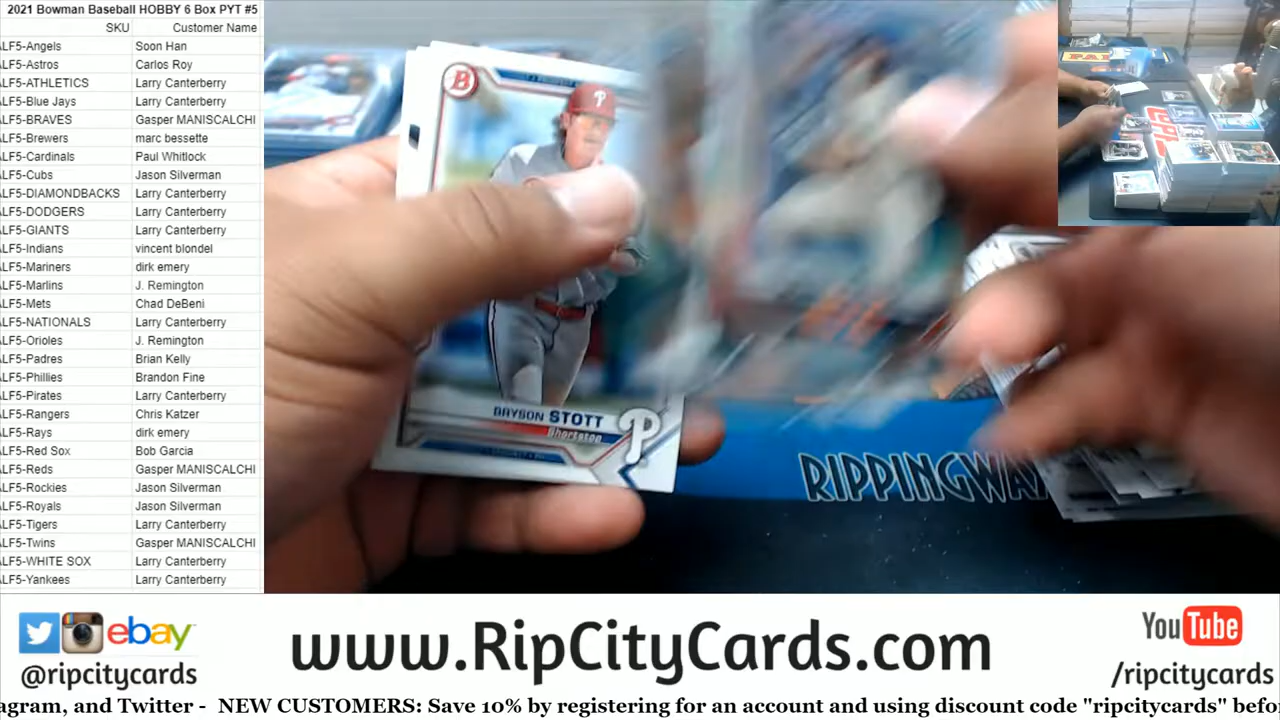 2021 Bowman Baseball HOBBY 6 Box PYT #5
SKU Customer Name
ALF5-Angels Soon Han
ALF5-Astros Carlos Roy
ALF5-ATHLETICS Larry Canterberry
ALF5-Blue Jays Larry Canterberry
ALF5-BRAVES Gasper MANISCALCHI
ALF5-Brewers marc bessette
ALF5-Cardinals Paul Whitlock
ALF5-Cubs Jason Silverman
ALF5-DIAMONDBACKS Larry Canterberry
ALF5-DODGERS Larry Canterberry
ALF5-GIANTS Larry Canterberry
ALF5-Indians vincent blondel
ALF5-Mariners dirk emery
ALF5-Marlins J. Remington
ALF5-Mets Chad DeBeni
ALF5-NATIONALS Larry Canterberry
ALF5-Orioles J. Remington
ALF5-Padres Brian Kelly
ALF5-Phillies Brandon Fine
ALF5-Pirates Larry Canterberry
ALF5-Rangers Chris Katzer
ALF5-Rays dirk emery
ALF5-Red Sox Bob Garcia
ALF5-Reds Gasper MANISCALCHI
ALF5-Rockies Jason Silverman
ALF5-Royals Jason Silverman
ALF5-Tigers Larry Canterberry
ALF5-Twins Gasper MANISCALCHI
ALF5-WHITE SOX Larry Canterberry
ALF5-Yankees Larry Canterberry
B
P
BRYSON STOTT
Shortstop
P
RIPPINGWA
ebay
@ripcitycards
www.RipCityCards.com
YouTube
/ripcitycards
agram, and Twitter - NEW CUSTOMERS: Save 10% by registering for an account and using discount code "ripcitycards" befo